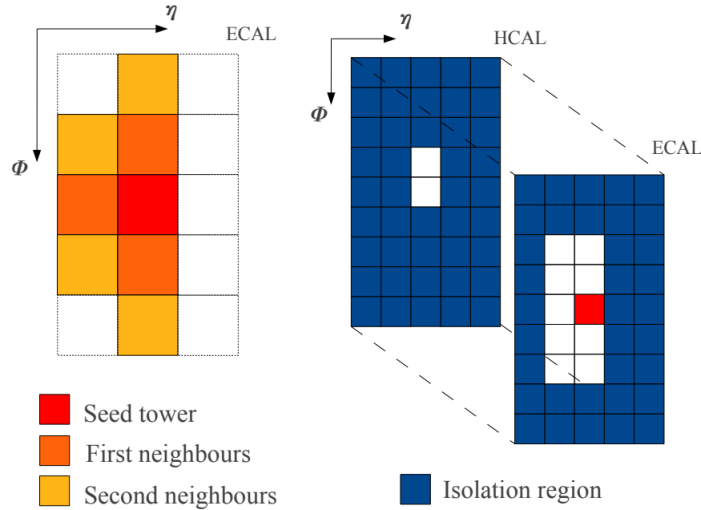 η
ECAL
Φ
η
HCAL
Φ
ECAL
Seed tower
First neighbours
Second neighbours
Isolation region